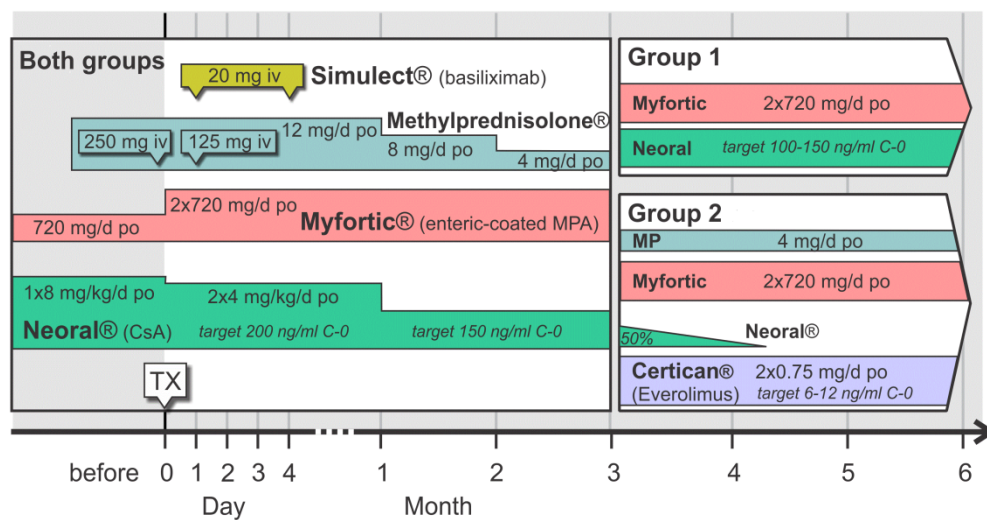 Both groups
20 mg iv
Simulect® (basiliximab)
250 mg iv
125 mg iv
12 mg/d po
Methylprednisolone®
8 mg/d po
4 mg/d po
720 mg/d po
2x720 mg/d po
Myfortic® (enteric-coated MPA)
1x8 mg/kg/d po
2x4 mg/kg/d po
Neoral® (CsA)
target 200 ng/ml C-0
target 150 ng/ml C-0
TX
Group 1
Myfortic 2x720 mg/d po
Neoral target 100-150 ng/ml C-0
Group 2
MP 4 mg/d po
Myfortic 2x720 mg/d po
50%
Neoral®
Certican® 2x0.75 mg/d po
(Everolimus) target 6-12 ng/ml C-0
before 0 1 2 3 4 1 2 3 4 5 6
Day Month